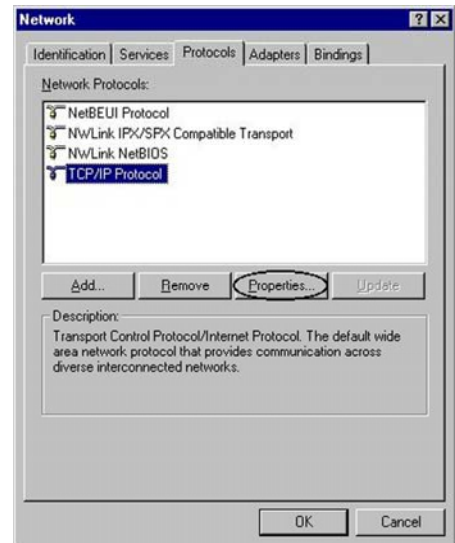 Network
Identification Services Protocols Adapters Bindings
Network Protocols:
NetBEUI Protocol
NWLink IPX/SPX Compatible Transport
NWLink NetBIOS
TCP/IP Protocol
Add... Remove Properties... Update
Description:
Transport Control Protocol/Internet Protocol. The default wide
area network protocol that provides communication across
diverse interconnected networks.
OK Cancel